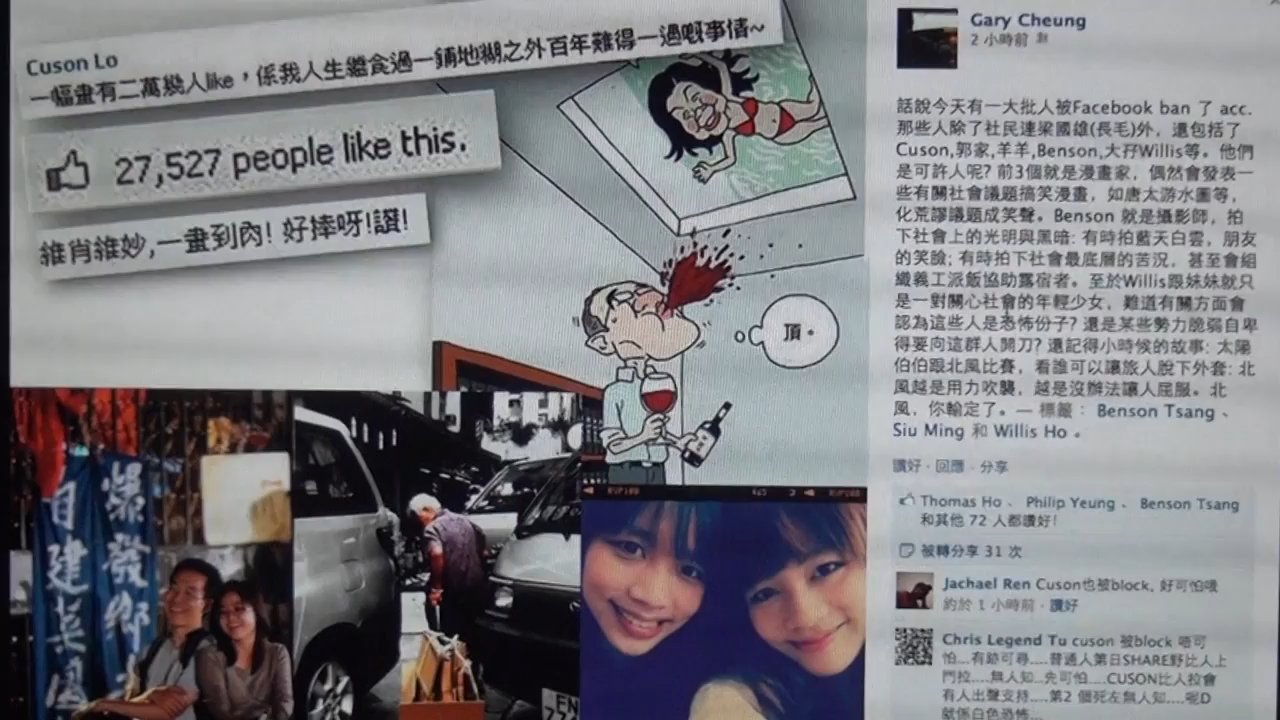 Cuson Lo
一幅畫有二萬幾人like，係我人生繼食過一鋪地糊之外百年難得一過嘅事情~
27,527 people like this.
維肖維妙,一畫到肉! 好捧呀!讚!
頂。
爆發鄉
自建菜園
EN
Gary Cheung
2 小時前
話說今天有一大批人被Facebook ban 了 acc.
那些人除了社民連梁國雄(長毛)外，還包括了
Cuson,郭家,羊羊,Benson,大孖Willis等。他們
是可許人呢? 前3個就是漫畫家，偶然會發表一
些有關社會議題搞笑漫畫，如唐太游水圖等，
化荒謬議題成笑聲。Benson 就是攝影師，拍
下社會上的光明與黑暗: 有時拍藍天白雲，朋友
的笑臉; 有時拍下社會最底層的苦況，甚至會組
織義工派飯協助露宿者。至於Willis跟妹妹就只
是一對關心社會的年輕少女，難道有關方面會
認為這些人是恐怖份子? 還是某些勢力脆弱自卑
得要向這群人開刀? 還記得小時候的故事: 太陽
伯伯跟北風比賽，看誰可以讓旅人脫下外套: 北
風越是用力吹襲，越是沒辦法讓人屈服。北
風，你輸定了。— 標籤： Benson Tsang、
Siu Ming 和 Willis Ho。
讚好 · 回應 · 分享
Thomas Ho、 Philip Yeung、 Benson Tsang
和其他 72 人都讚好!
被轉分享 31 次
Jachael Ren Cuson也被block, 好可怕哦
約於 1 小時前 · 讚好
Chris Legend Tu cuson 被block 唔可
怕....有跡可尋.....普通人第日SHARE野比人上
門拉.....無人知...先可怕.....CUSON比人拉會
有人出聲支持.....第2 個死左無人知....呢D
就係白色恐怖....